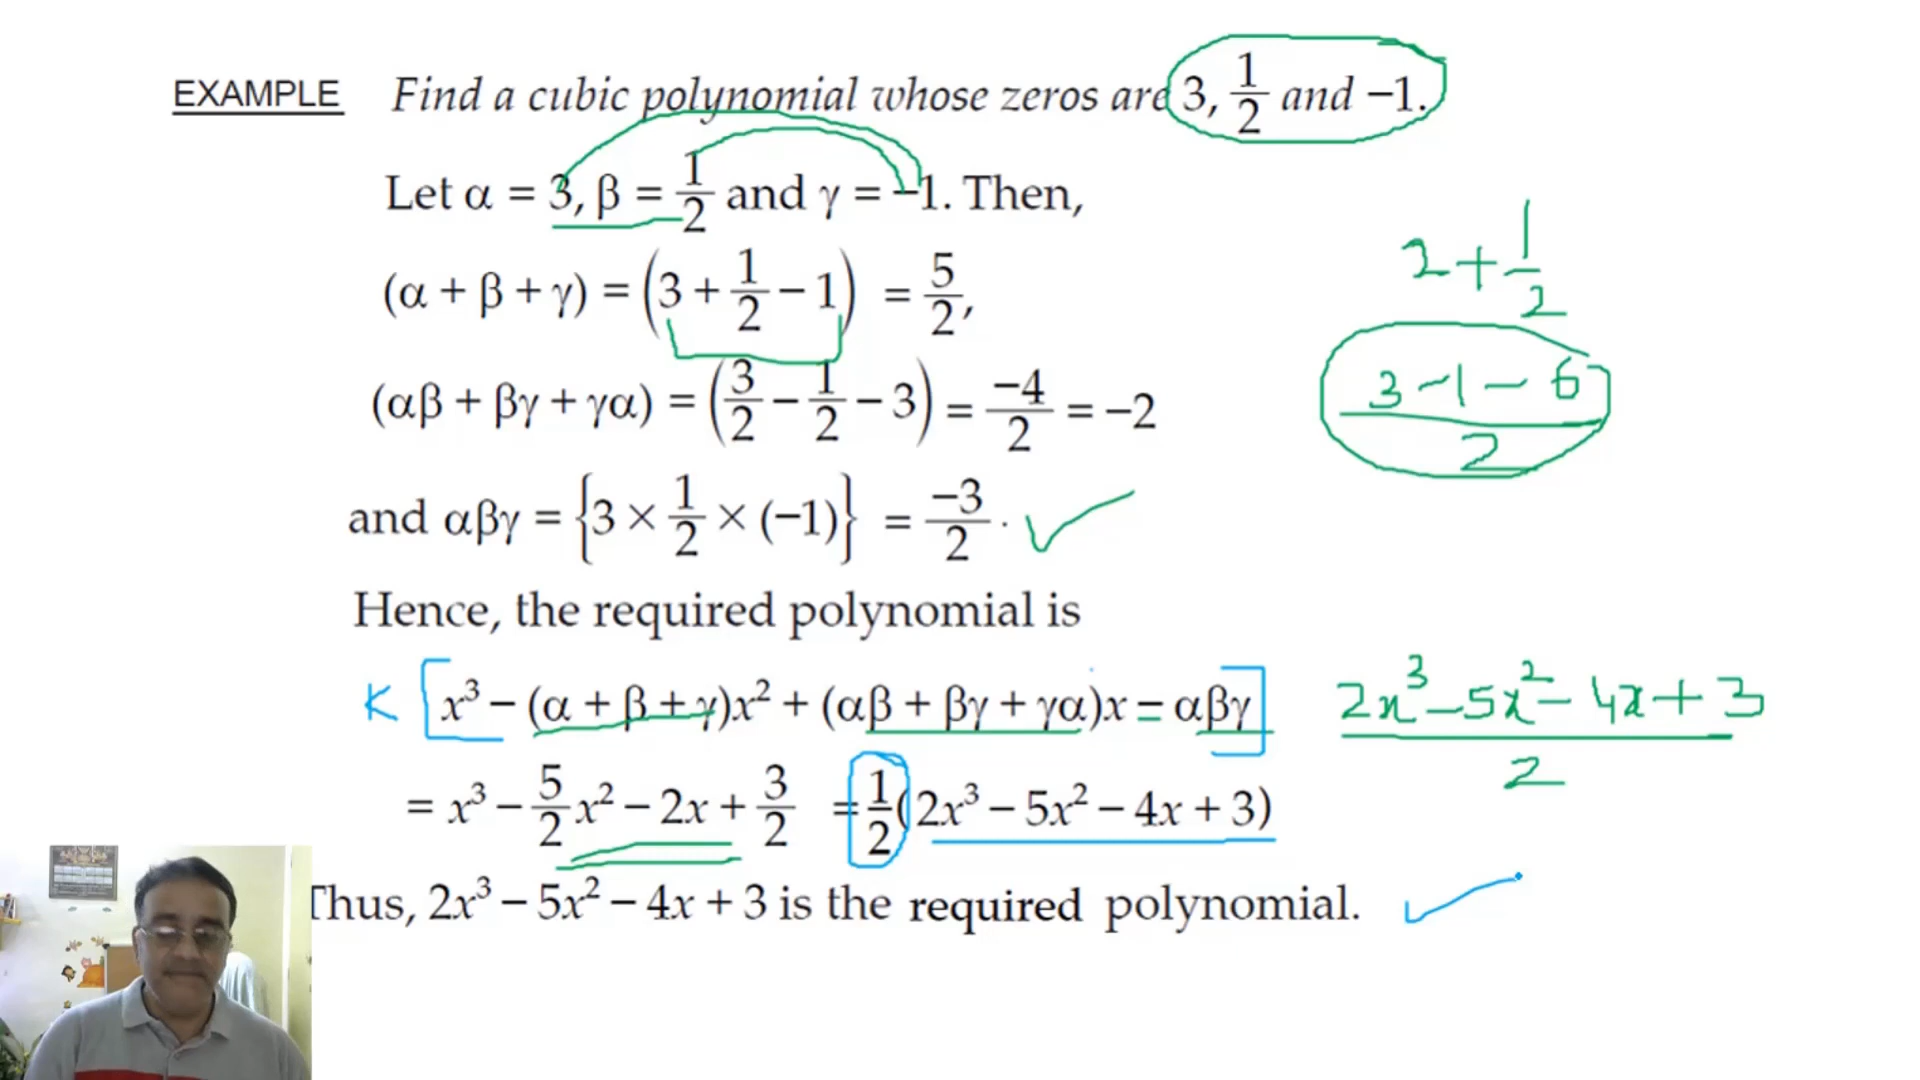 EXAMPLE Find a cubic polynomial whose zeros are 3, 1/2 and −1.
Let α = 3, β = 1/2 and γ = −1. Then,
(α + β + γ) = (3 + 1/2 − 1) = 5/2,
2 + 1/2
(αβ + βγ + γα) = (3/2 − 1/2 − 3) = −4/2 = −2
(3 − 1 − 6)/2
and αβγ = {3 × 1/2 × (−1)} = −3/2 .
Hence, the required polynomial is
K [x³ − (α + β + γ)x² + (αβ + βγ + γα)x − αβγ]
(2x³ − 5x² − 4x + 3)/2
= x³ − 5/2 x² − 2x + 3/2 = 1/2 (2x³ − 5x² − 4x + 3)
Thus, 2x³ − 5x² − 4x + 3 is the required polynomial.